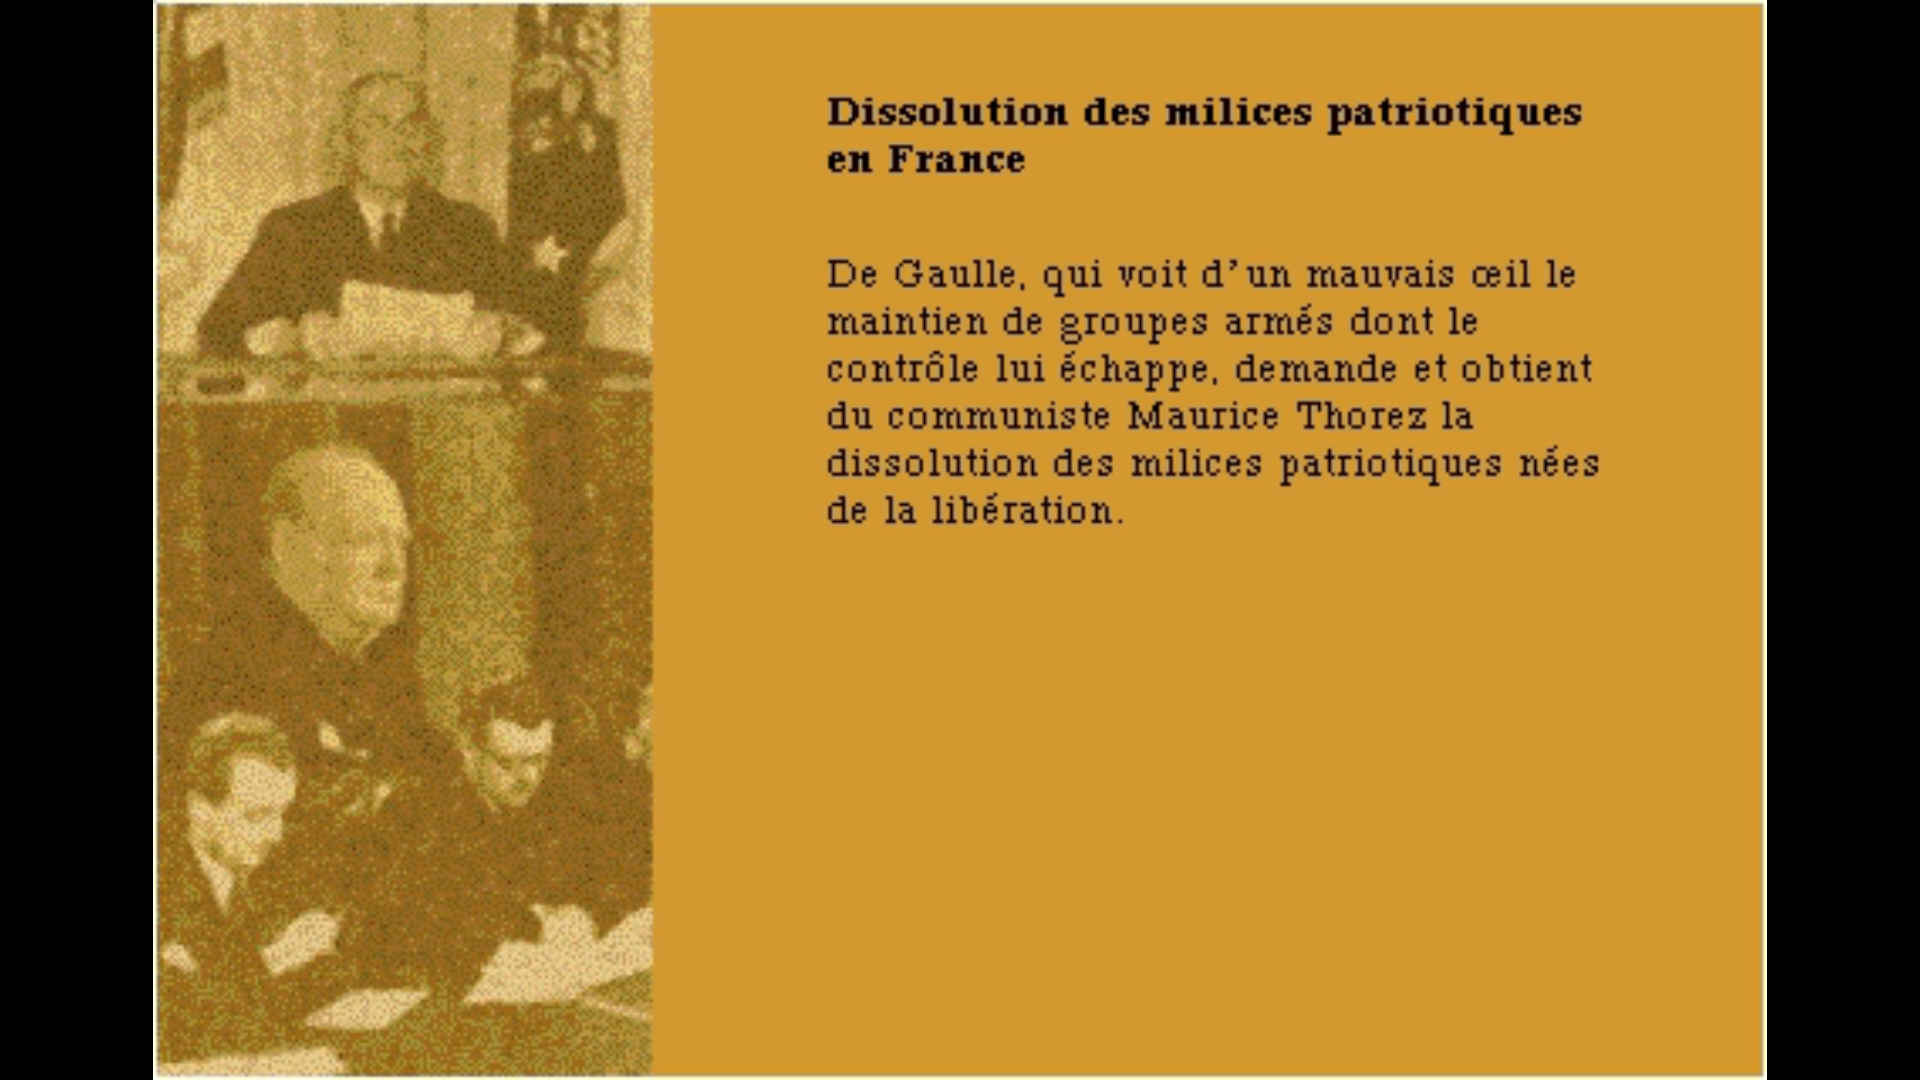 Dissolution des milices patriotiques
en France
De Gaulle, qui voit d'un mauvais œil le
maintien de groupes armés dont le
contrôle lui échappe, demande et obtient
du communiste Maurice Thorez la
dissolution des milices patriotiques nées
de la libération.